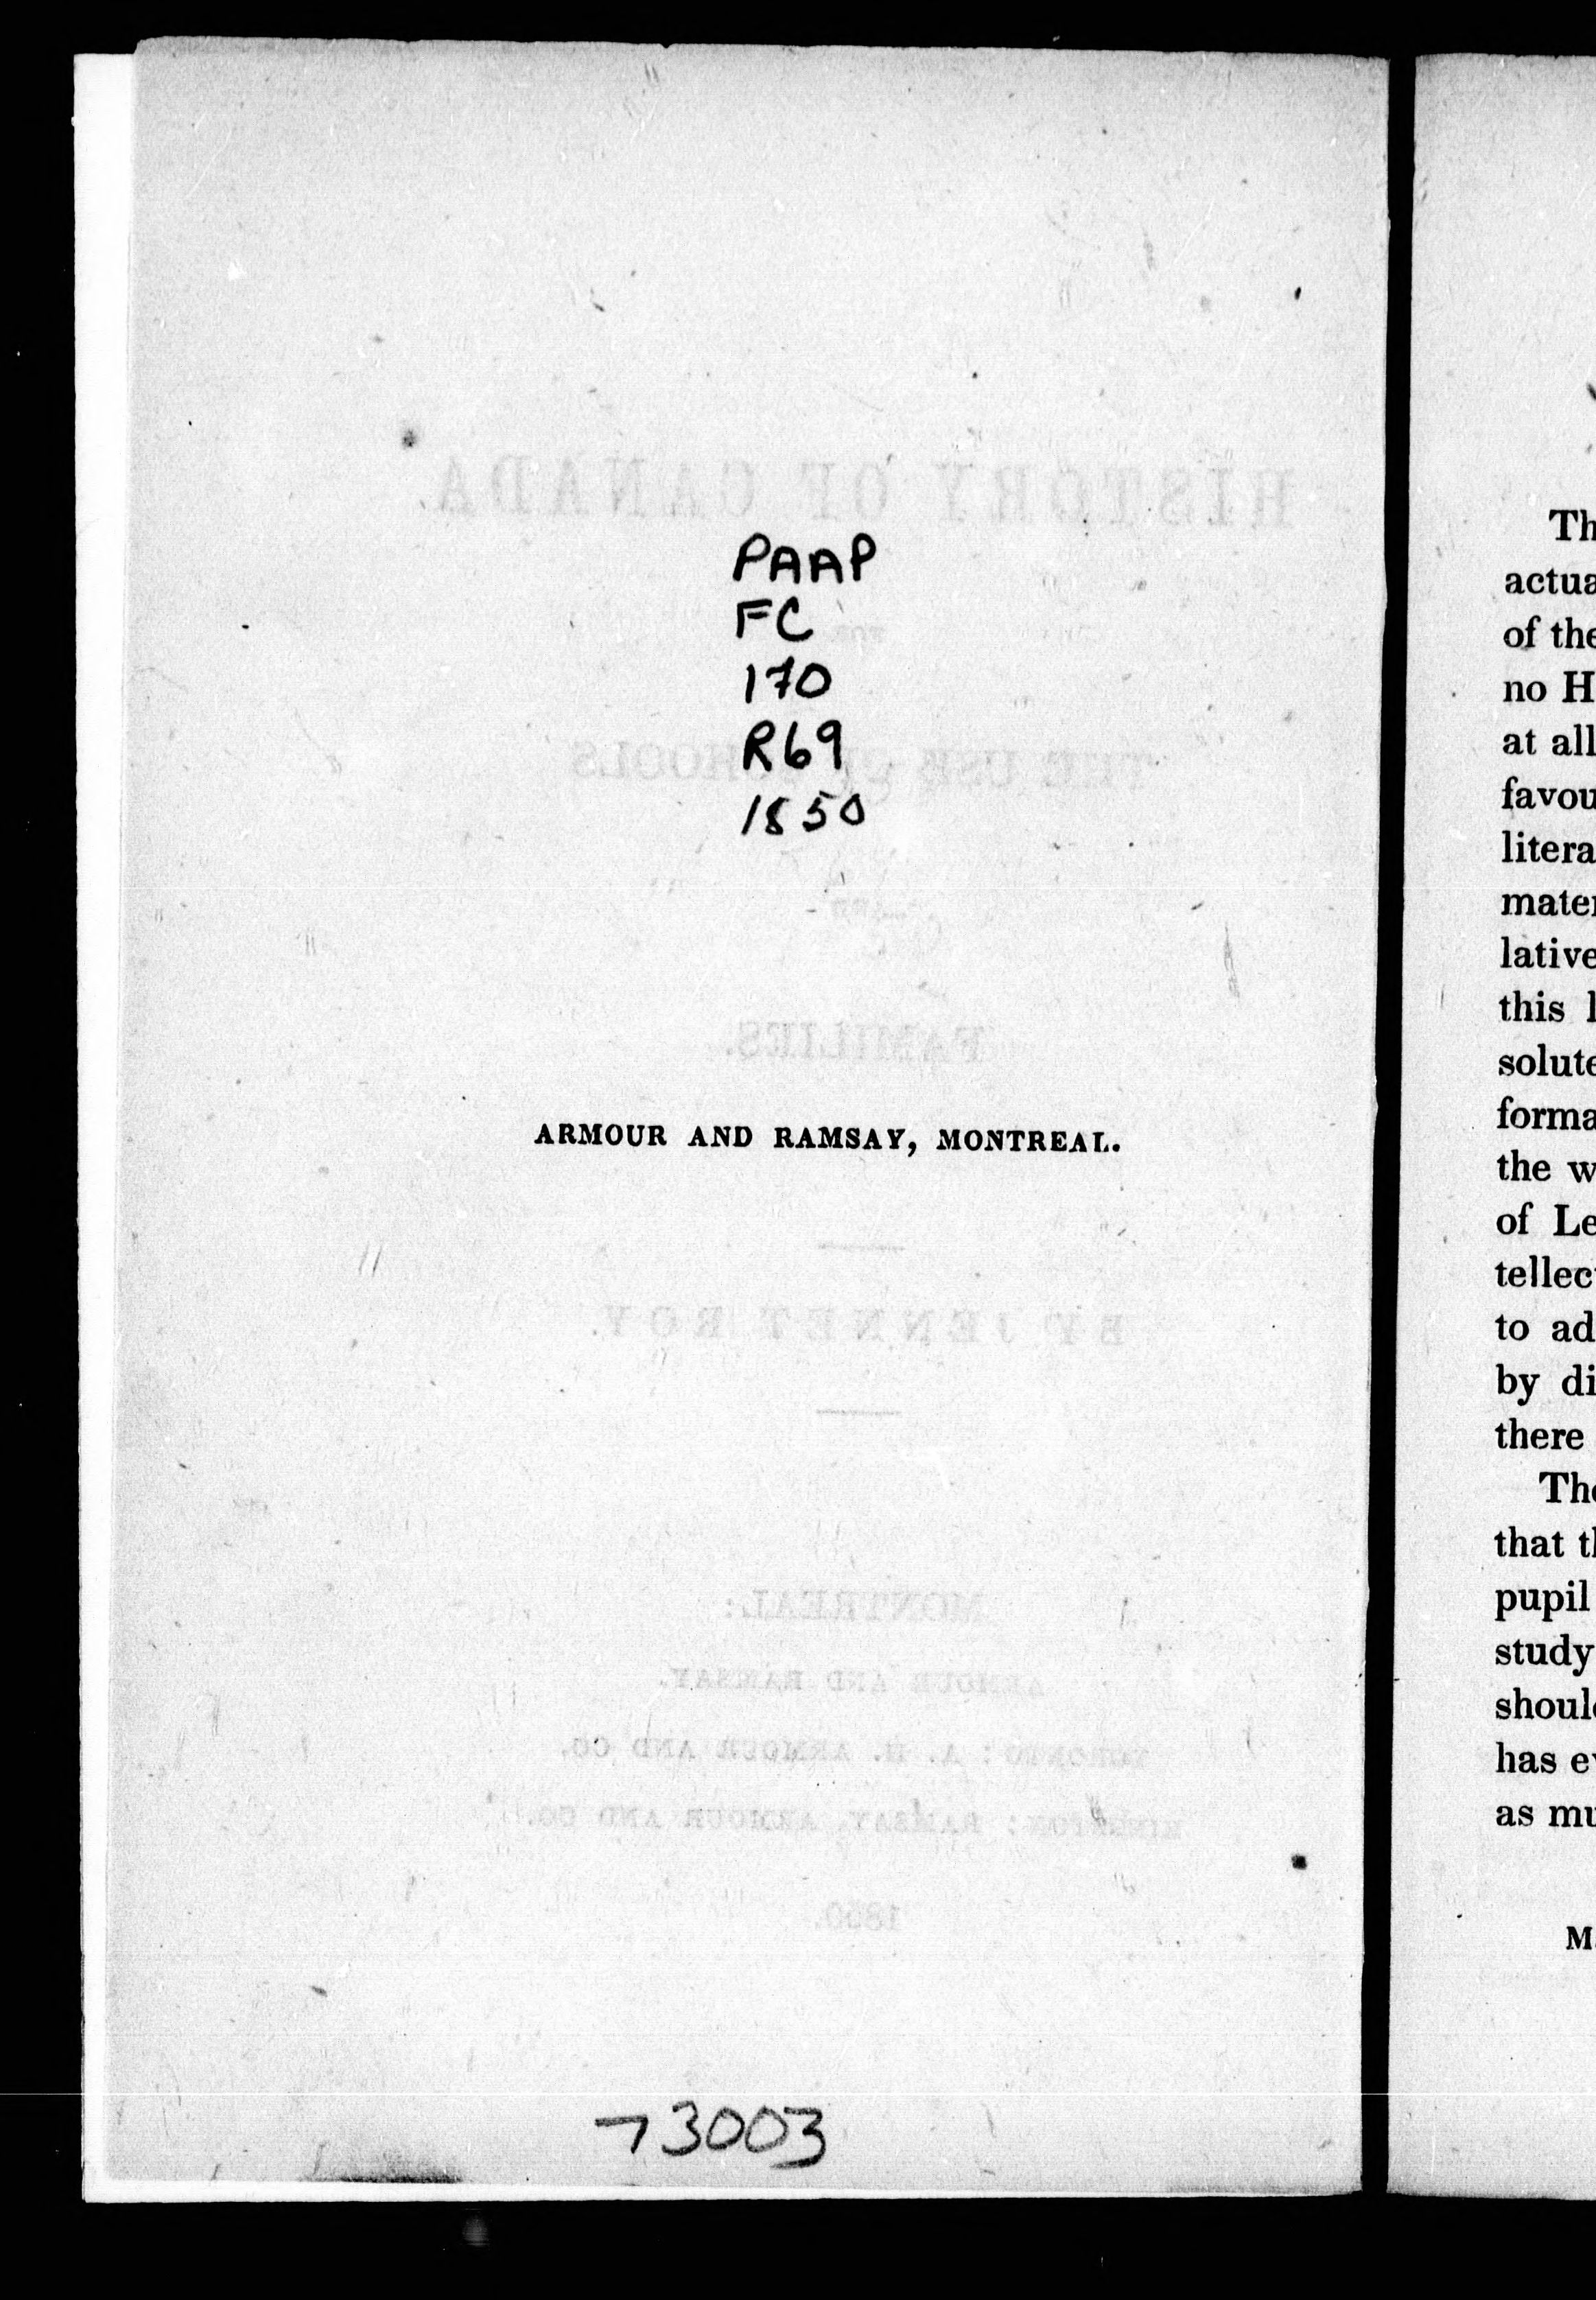 PAAP
FC
170
R69
1850
ARMOUR AND RAMSAY, MONTREAL.
73003
Th
actua
of the
no H
at all
favou
litera
mater
lative
this l
solute
forma
the w
of Le
tellec
to ad
by di
there
The
that th
pupil
study
shoul
has ev
as mu
M